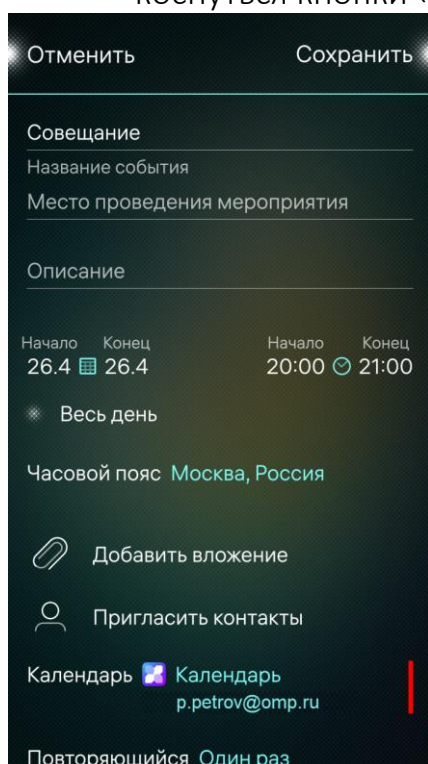 коснуться кнопки
Отменить Сохранить
Совещание
Название события
Место проведения мероприятия
Описание
Начало Конец Начало Конец
26.4 26.4 20:00 21:00
Весь день
Часовой пояс Москва, Россия
Добавить вложение
Пригласить контакты
Календарь Календарь
p.petrov@omp.ru
Повторяющийся Один раз